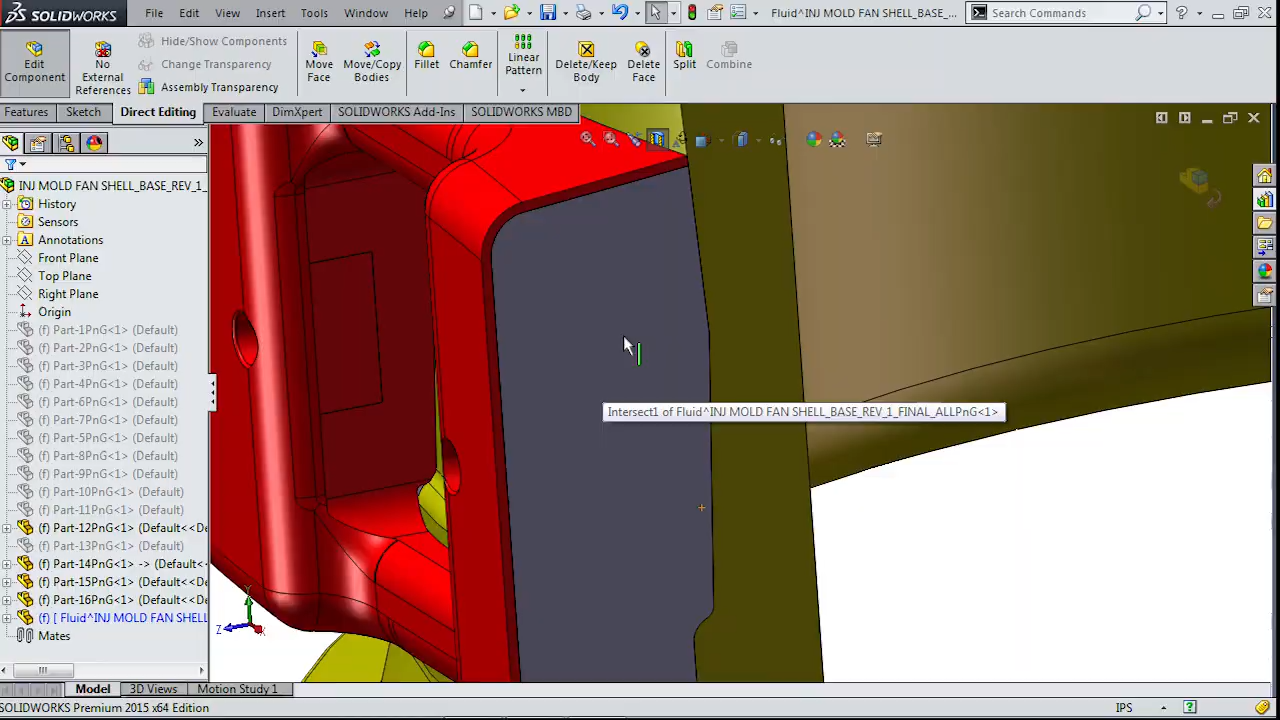 SOLIDWORKS File Edit View Insert Tools Window Help Fluid^INJ MOLD FAN SHELL_BASE_... Search Commands
Edit Component
No External References
Hide/Show Components
Change Transparency
Assembly Transparency
Move Face
Move/Copy Bodies
Fillet
Chamfer
Linear Pattern
Delete/Keep Body
Delete Face
Split
Combine
Features Sketch Direct Editing Evaluate DimXpert SOLIDWORKS Add-Ins SOLIDWORKS MBD
INJ MOLD FAN SHELL_BASE_REV_1_
History
Sensors
Annotations
Front Plane
Top Plane
Right Plane
Origin
(f) Part-1PnG<1> (Default)
(f) Part-2PnG<1> (Default)
(f) Part-3PnG<1> (Default)
(f) Part-4PnG<1> (Default)
(f) Part-6PnG<1> (Default)
(f) Part-7PnG<1> (Default)
(f) Part-5PnG<1> (Default)
(f) Part-8PnG<1> (Default)
(f) Part-9PnG<1> (Default)
(f) Part-10PnG<1> (Default)
(f) Part-11PnG<1> (Default)
(f) Part-12PnG<1> (Default<<De
(f) Part-13PnG<1> (Default)
(f) Part-14PnG<1> -> (Default<
(f) Part-15PnG<1> (Default<<De
(f) Part-16PnG<1> (Default<<De
(f) [ Fluid^INJ MOLD FAN SHELL
Mates
Intersect1 of Fluid^INJ MOLD FAN SHELL_BASE_REV_1_FINAL_ALLPnG<1>
Y
Z
X
Model 3D Views Motion Study 1
SOLIDWORKS Premium 2015 x64 Edition IPS